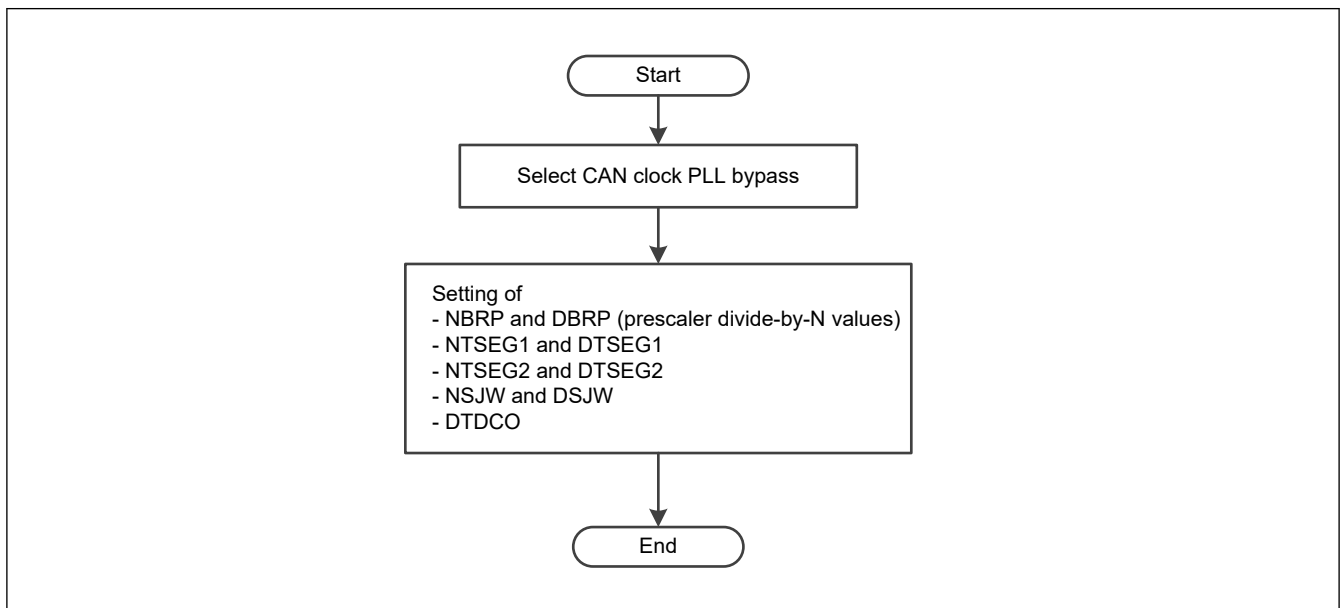 Start
Select CAN clock PLL bypass
Setting of
- NBRP and DBRP (prescaler divide-by-N values)
- NTSEG1 and DTSEG1
- NTSEG2 and DTSEG2
- NSJW and DSJW
- DTDCO
End